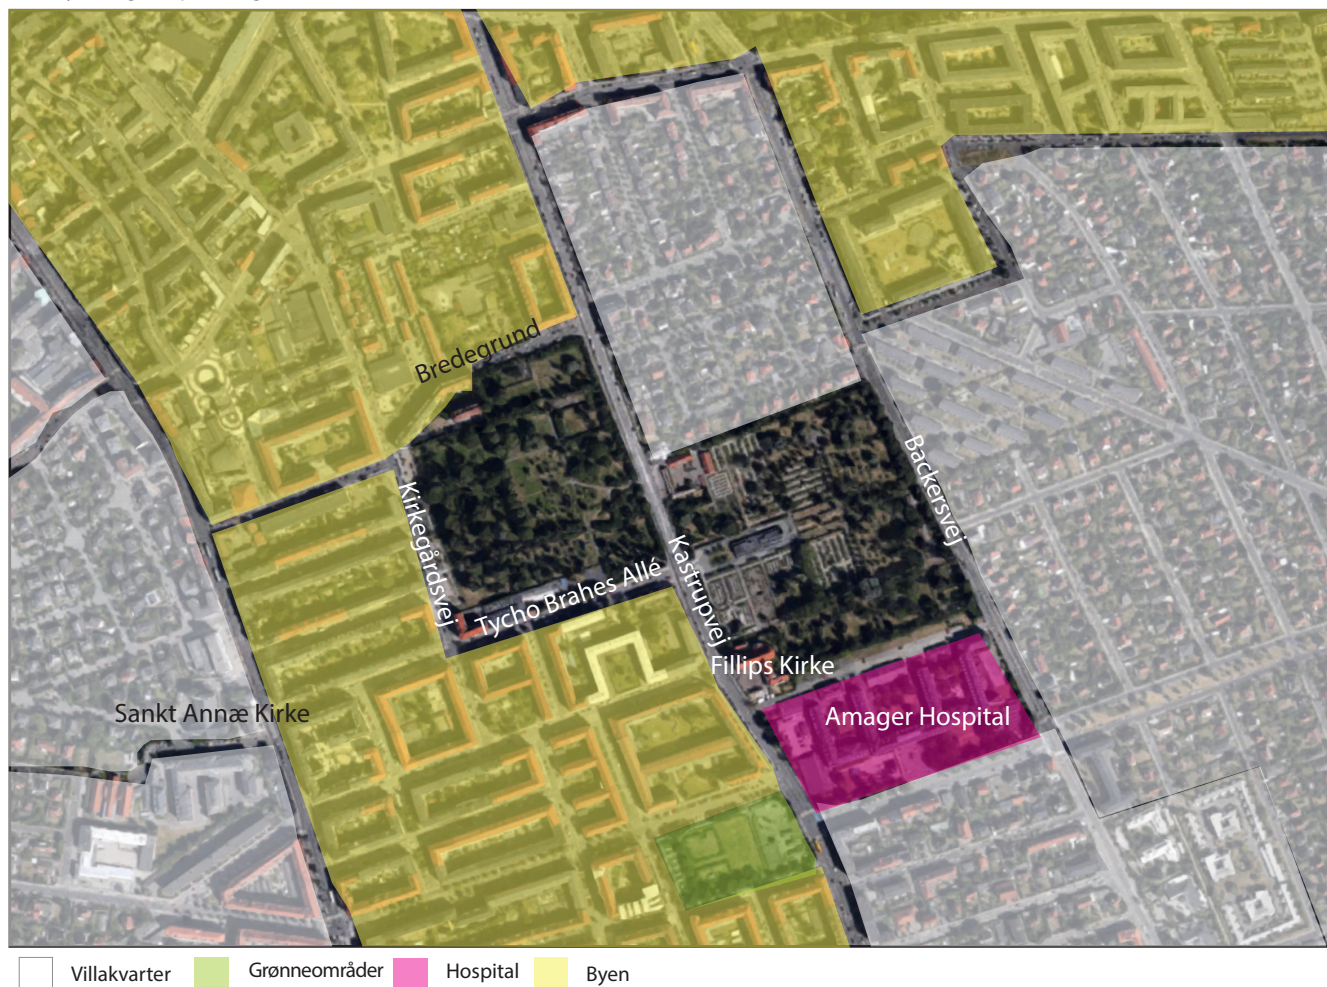 Bredegrund
Backersvej
Kirkegårdsvej
Kastrupvej
Tycho Brahes Allé
Fillips Kirke
Sankt Annæ Kirke
Amager Hospital
Villakvarter
Grønneområder
Hospital
Byen